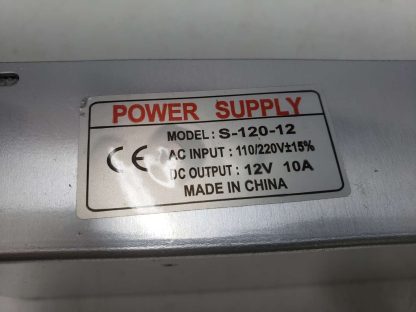 POWER SUPPLY
MODEL : S-120-12
CE AC INPUT : 110/220V±15%
DC OUTPUT : 12V 10A
MADE IN CHINA